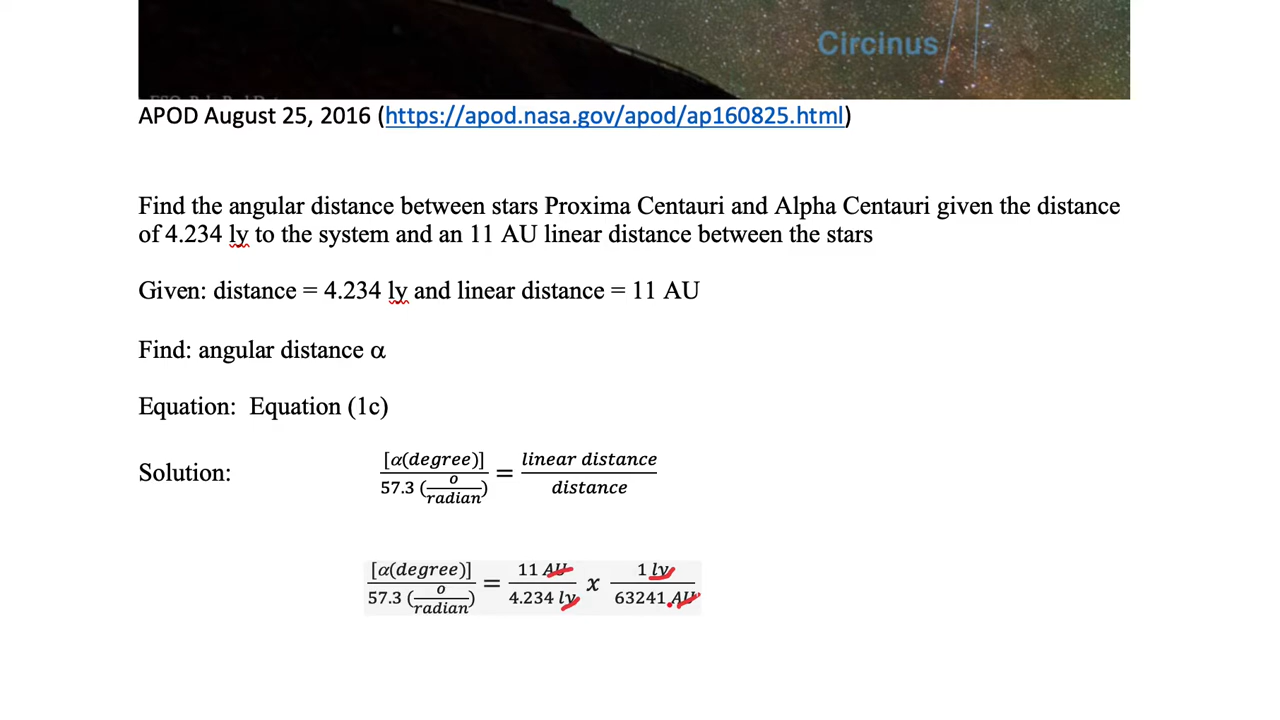 Circinus
APOD August 25, 2016 (https://apod.nasa.gov/apod/ap160825.html)
Find the angular distance between stars Proxima Centauri and Alpha Centauri given the distance
of 4.234 ly to the system and an 11 AU linear distance between the stars
Given: distance = 4.234 ly and linear distance = 11 AU
Find: angular distance α
Equation: Equation (1c)
Solution: [α(degree)] / 57.3 (o/radian) = linear distance / distance
[α(degree)] / 57.3 (o/radian) = 11 AU / 4.234 ly x 1 ly / 63241 AU